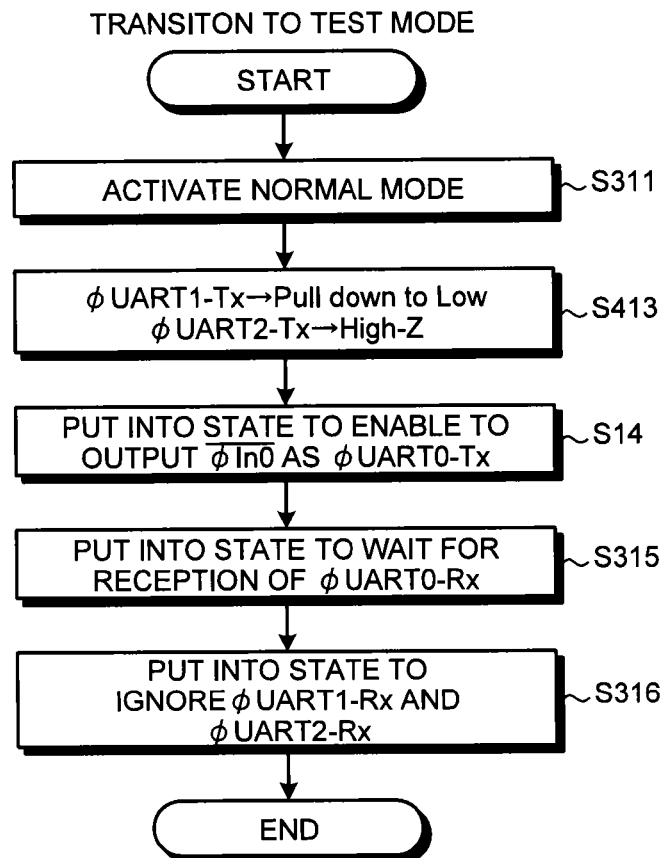 TRANSITON TO TEST MODE
START
ACTIVATE NORMAL MODE
S311
ϕ UART1-Tx→Pull down to Low
ϕ UART2-Tx→High-Z
S413
PUT INTO STATE TO ENABLE TO
OUTPUT ϕ̅ I̅n̅0̅ AS ϕ UART0-Tx
S14
PUT INTO STATE TO WAIT FOR
RECEPTION OF ϕ UART0-Rx
S315
PUT INTO STATE TO
IGNORE ϕ UART1-Rx AND
ϕ UART2-Rx
S316
END